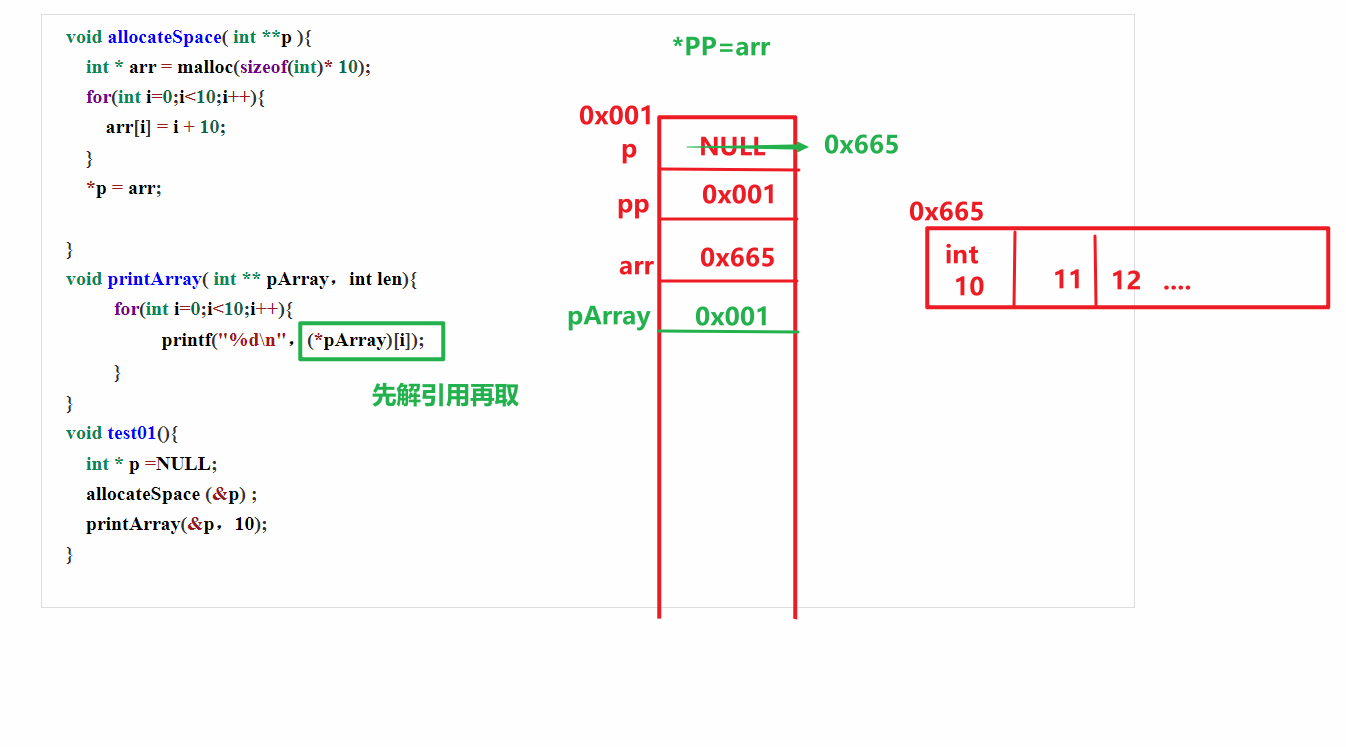 void allocateSpace( int **p ){
int * arr = malloc(sizeof(int)* 10);
for(int i=0;i<10;i++){
arr[i] = i + 10;
}
*p = arr;
}
void printArray( int ** pArray，int len){
for(int i=0;i<10;i++){
printf("%d\n"，(*pArray)[i]);
}
}
先解引用再取
void test01(){
int * p =NULL;
allocateSpace (&p) ;
printArray(&p，10);
}
*PP=arr
0x001
p NULL 0x665
pp 0x001
arr 0x665
pArray 0x001
0x665
int
10 11 12 ....